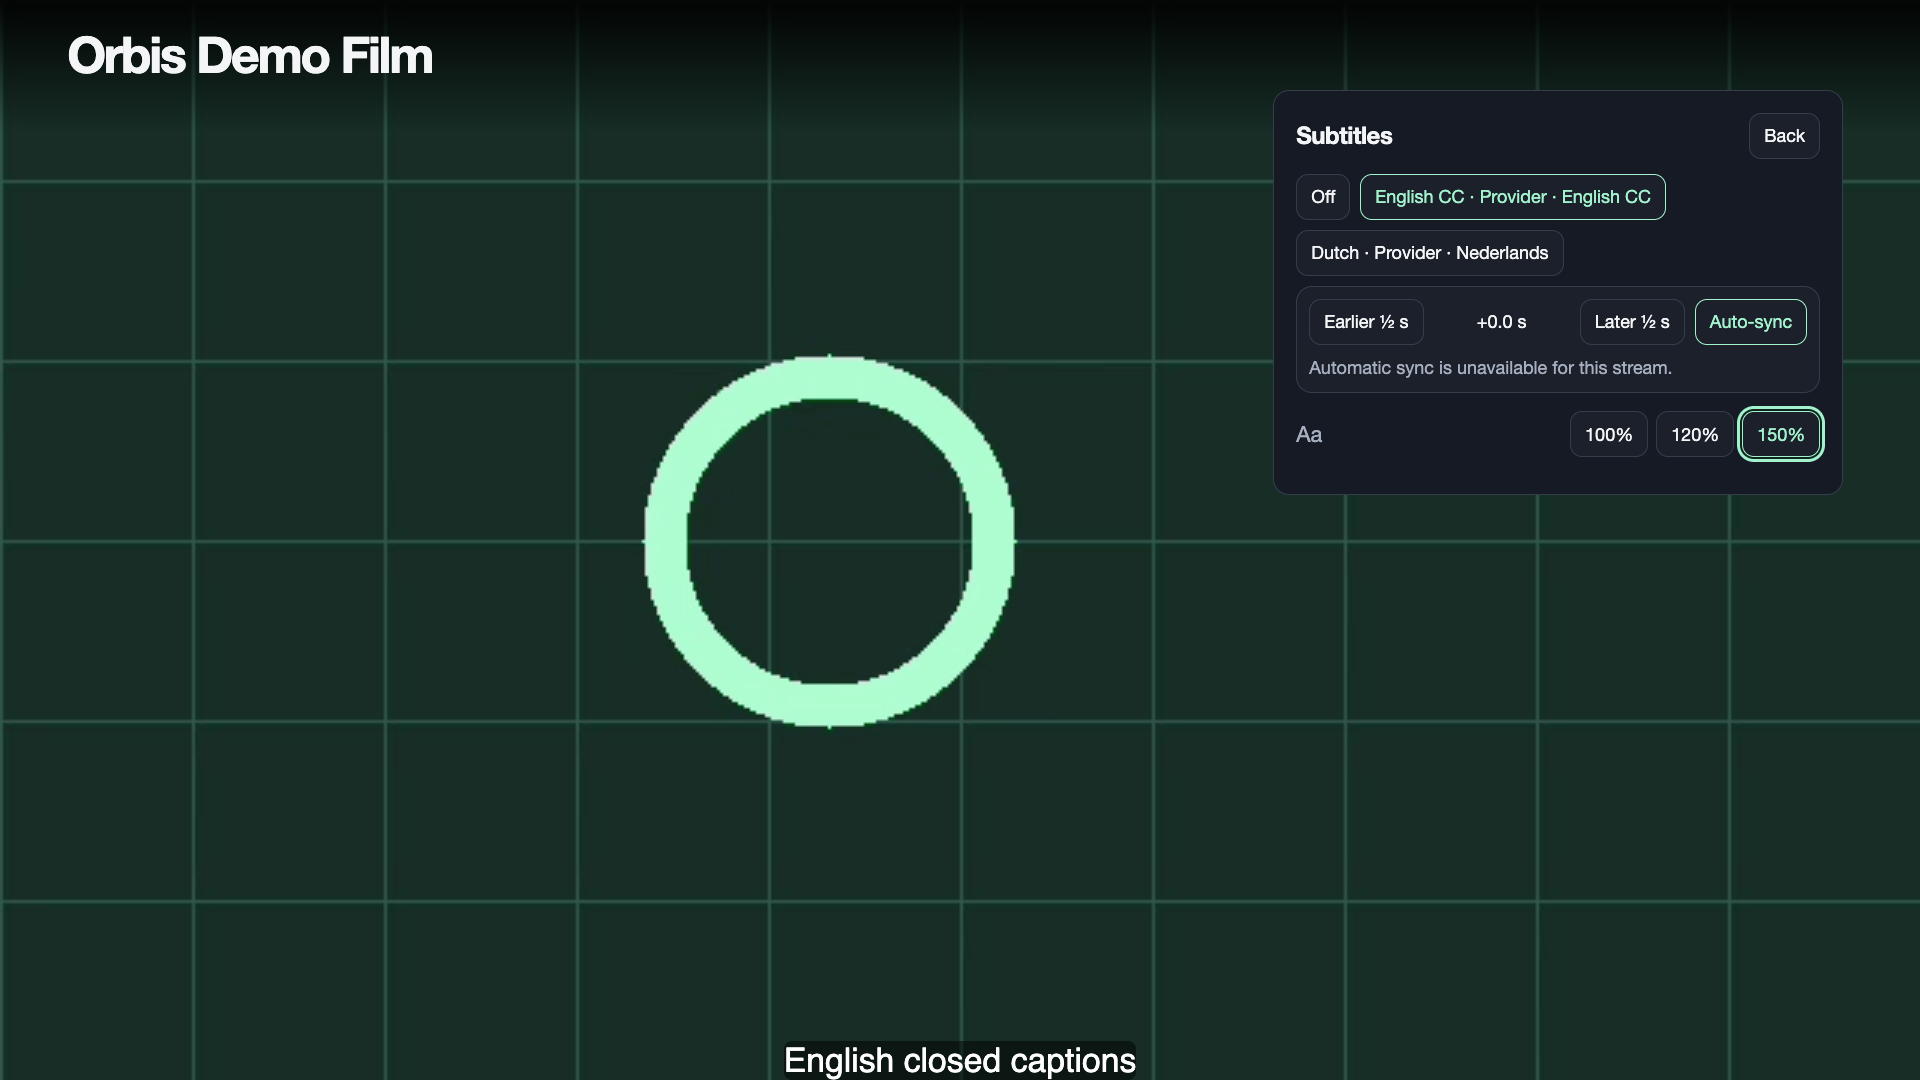 Orbis Demo Film
Subtitles
Back
Off
English CC · Provider · English CC
Dutch · Provider · Nederlands
Earlier ½ s
+0.0 s
Later ½ s
Auto-sync
Automatic sync is unavailable for this stream.
Aa
100%
120%
150%
English closed captions